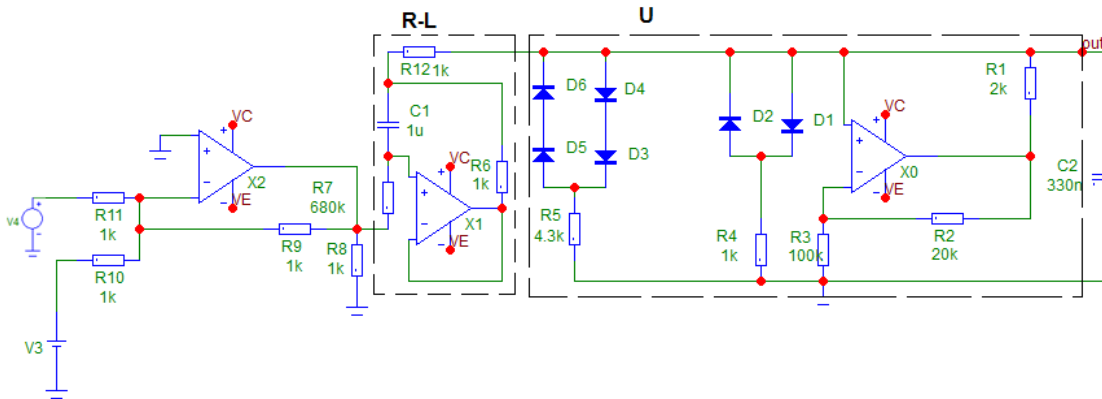 R-L
U
out
R12
1k
D6
D4
D2
D1
R1
2k
C1
1u
VC
VC
X2
VE
R7
680k
R6
1k
VC
X1
VE
D5
D3
X0
VE
C2
330n
V4
R11
1k
R9
1k
R8
1k
R10
1k
R5
4.3k
R4
1k
R3
100k
R2
20k
V3